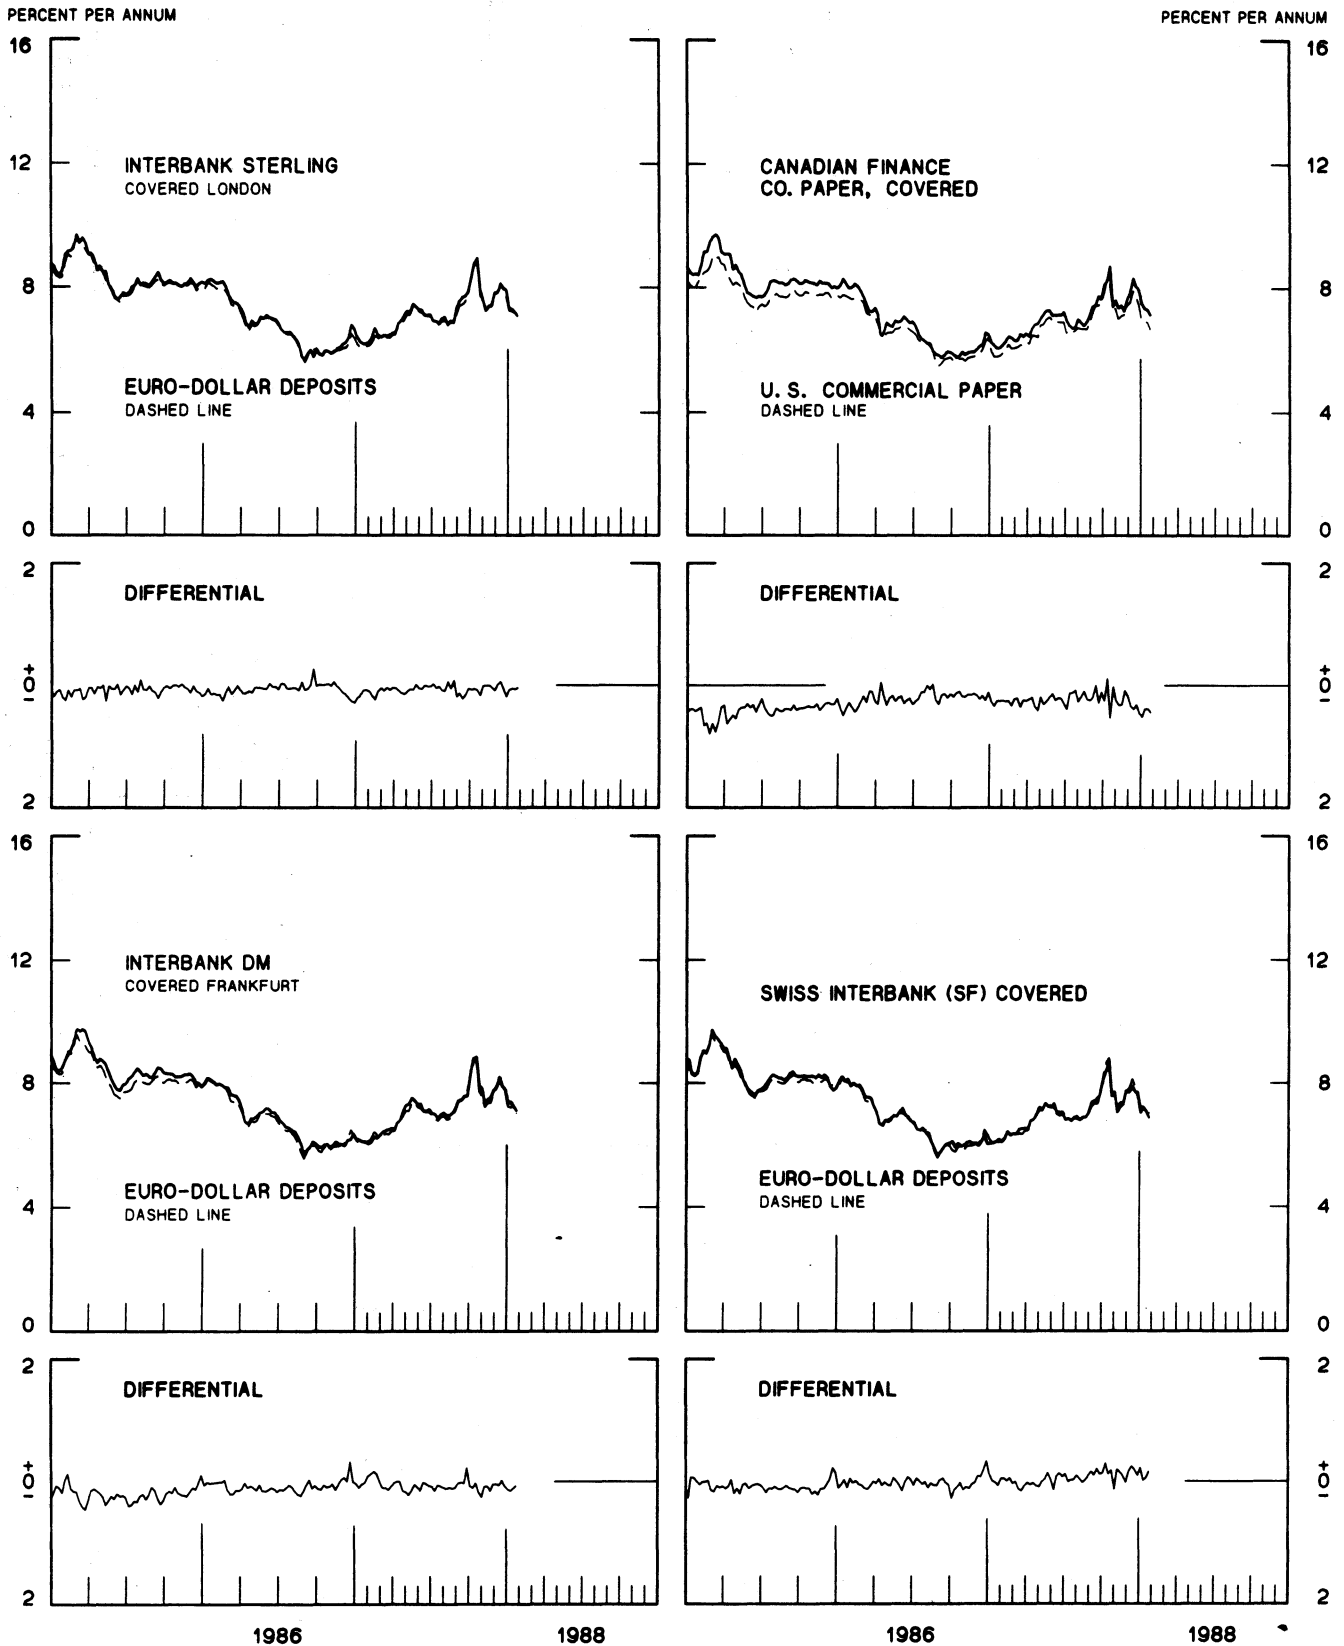 PERCENT PER ANNUM
PERCENT PER ANNUM
16
12
8
4
0
INTERBANK STERLING
COVERED LONDON
EURO-DOLLAR DEPOSITS
DASHED LINE
CANADIAN FINANCE
CO. PAPER, COVERED
U. S. COMMERCIAL PAPER
DASHED LINE
16
12
8
4
0
2
+
0
−
2
DIFFERENTIAL
DIFFERENTIAL
2
+
0
−
2
16
12
8
4
0
INTERBANK DM
COVERED FRANKFURT
EURO-DOLLAR DEPOSITS
DASHED LINE
SWISS INTERBANK (SF) COVERED
EURO-DOLLAR DEPOSITS
DASHED LINE
16
12
8
4
0
2
+
0
−
2
DIFFERENTIAL
DIFFERENTIAL
2
+
0
−
2
1986
1988
1986
1988